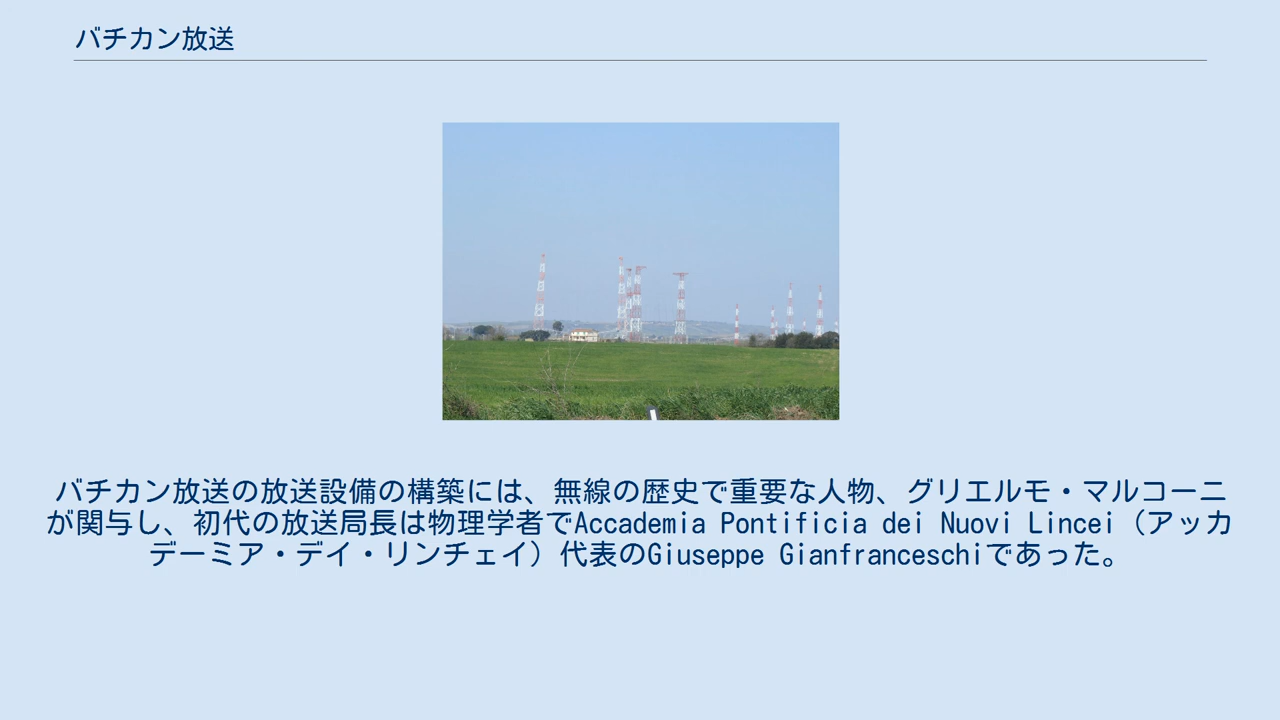 バチカン放送
バチカン放送の放送設備の構築には、無線の歴史で重要な人物、グリエルモ・マルコーニ
が関与し、初代の放送局長は物理学者でAccademia Pontificia dei Nuovi Lincei（アッカ
デーミア・デイ・リンチェイ）代表のGiuseppe Gianfranceschiであった。